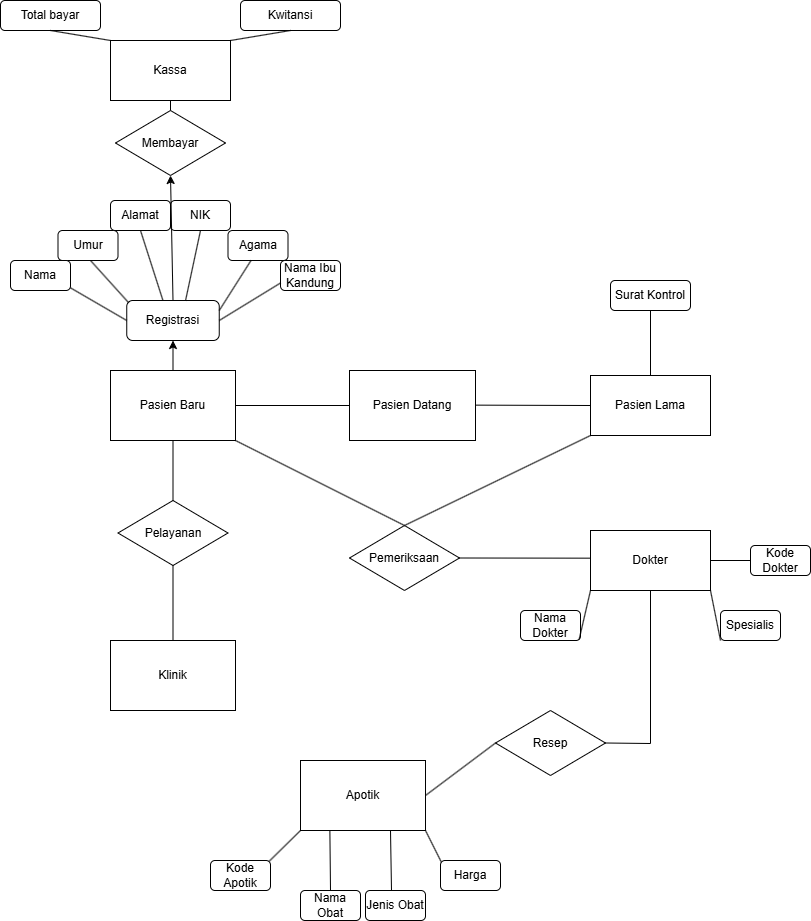 Total bayar
Kwitansi
Kassa
Membayar
Alamat
NIK
Umur
Agama
Nama
Nama Ibu
Kandung
Registrasi
Surat Kontrol
Pasien Baru
Pasien Datang
Pasien Lama
Pelayanan
Pemeriksaan
Dokter
Kode
Dokter
Nama
Dokter
Spesialis
Klinik
Resep
Apotik
Kode
Apotik
Nama
Obat
Jenis Obat
Harga